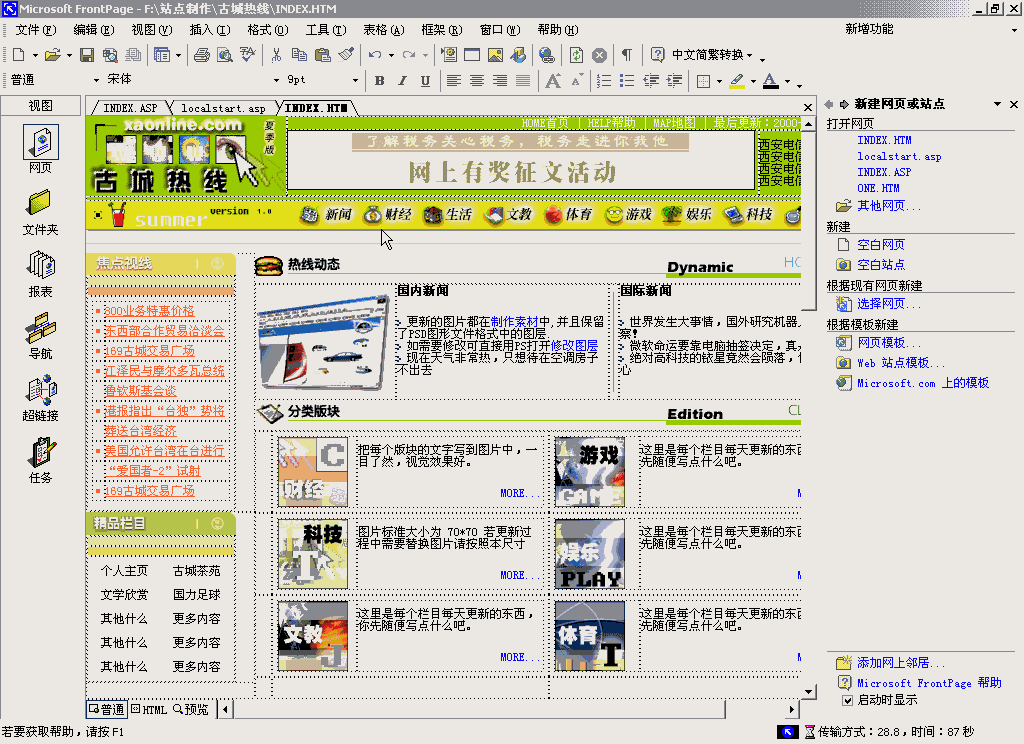 Microsoft FrontPage - F:\站点制作\古城热线\INDEX.HTM
文件(F) 编辑(E) 视图(V) 插入(I) 格式(O) 工具(T) 表格(A) 框架(R) 窗口(W) 帮助(H) 新增功能
中文简繁转换
普通 宋体 9pt B I U
视图
网页
文件夹
报表
导航
超链接
任务
INDEX.ASP localstart.asp INDEX.HTM
HOME首页 | HELP帮助 | MAP地图 | 最后更新：2000
xaonline.com
夏季版
古城热线
了解税务关心税务，税务走进你我他
网上有奖征文活动
西安电信
西安电信
西安电信
西安电信
summer version 1.0
新闻 财经 生活 文教 体育 游戏 娱乐 科技
焦点视线
800业务特惠价格
东西部合作贸易洽谈会
169古城交易广场
江泽民与摩尔多瓦总统
鲁钦斯基会谈
港报指出“台独”势将
葬送台湾经济
美国允许台湾在台进行
“爱国者-2”试射
169古城交易广场
精品栏目
个人主页 古城茶苑
文学欣赏 国力足球
其他什么 更多内容
其他什么 更多内容
其他什么 更多内容
热线动态 Dynamic HO
国内新闻
更新的图片都在制作素材中,并且保留
了PSD图形文件格式中的图层.
如需要修改可直接用PS打开修改图层
现在天气非常热，只想待在空调房子
不出去
国际新闻
世界发生大事情，国外研究机器
察！
微软命运要靠电脑抽签决定，真
绝对高科技的铱星竟然会陨落，
心
分类版块 Edition CL
C 财经
把每个版块的文字写到图片中，一
目了然，视觉效果好。
MORE...
游戏 GAME
这里是每个栏目每天更新的东
先随便写点什么吧。
M
科技 T
图片标准大小为 70*70 若更新过
程中需要替换图片请按照本尺寸
MORE...
娱乐 PLAY
这里是每个栏目每天更新的东
先随便写点什么吧。
M
文教 J
这里是每个栏目每天更新的东西，
你先随便写点什么吧。
MORE...
体育 T
这里是每个栏目每天更新的东
先随便写点什么吧。
M
普通 HTML 预览
新建网页或站点
打开网页
INDEX.HTM
localstart.asp
INDEX.ASP
ONE.HTM
其他网页...
新建
空白网页
空白站点
根据现有网页新建
选择网页...
根据模板新建
网页模板...
Web 站点模板...
Microsoft.com 上的模板
添加网上邻居...
Microsoft FrontPage 帮助
启动时显示
若要获取帮助，请按 F1
传输方式：28.8，时间：87 秒